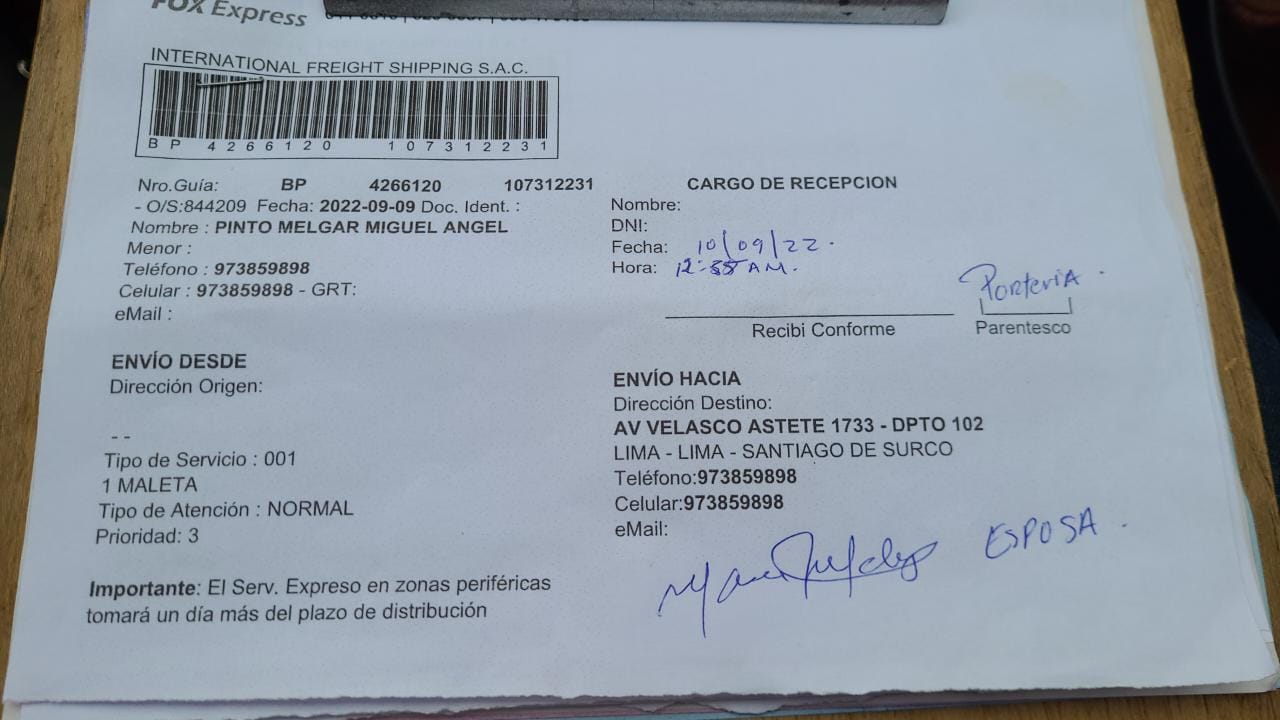 FOX Express
INTERNATIONAL FREIGHT SHIPPING S.A.C.
BP 4266120 107312231
Nro.Guía: BP 4266120 107312231
- O/S:844209 Fecha: 2022-09-09 Doc. Ident. :
Nombre : PINTO MELGAR MIGUEL ANGEL
Menor :
Teléfono : 973859898
Celular : 973859898 - GRT:
eMail :
CARGO DE RECEPCION
Nombre:
DNI:
Fecha: 10/09/22.
Hora: 12:55 AM.
Porteria.
Recibi Conforme
Parentesco
ENVÍO DESDE
Dirección Origen:
- -
Tipo de Servicio : 001
1 MALETA
Tipo de Atención : NORMAL
Prioridad: 3
Importante: El Serv. Expreso en zonas periféricas
tomará un día más del plazo de distribución
ENVÍO HACIA
Dirección Destino:
AV VELASCO ASTETE 1733 - DPTO 102
LIMA - LIMA - SANTIAGO DE SURCO
Teléfono:973859898
Celular:973859898
eMail:
ESPOSA.